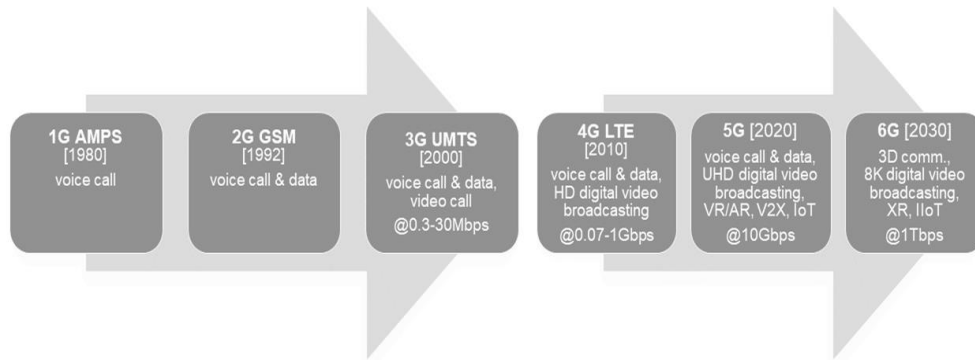 1G AMPS
[1980]
voice call
2G GSM
[1992]
voice call & data
3G UMTS
[2000]
voice call & data,
video call
@0.3-30Mbps
4G LTE
[2010]
voice call & data,
HD digital video
broadcasting
@0.07-1Gbps
5G [2020]
voice call & data,
UHD digital video
broadcasting,
VR/AR, V2X, IoT
@10Gbps
6G [2030]
3D comm.,
8K digital video
broadcasting,
XR, IIoT
@1Tbps